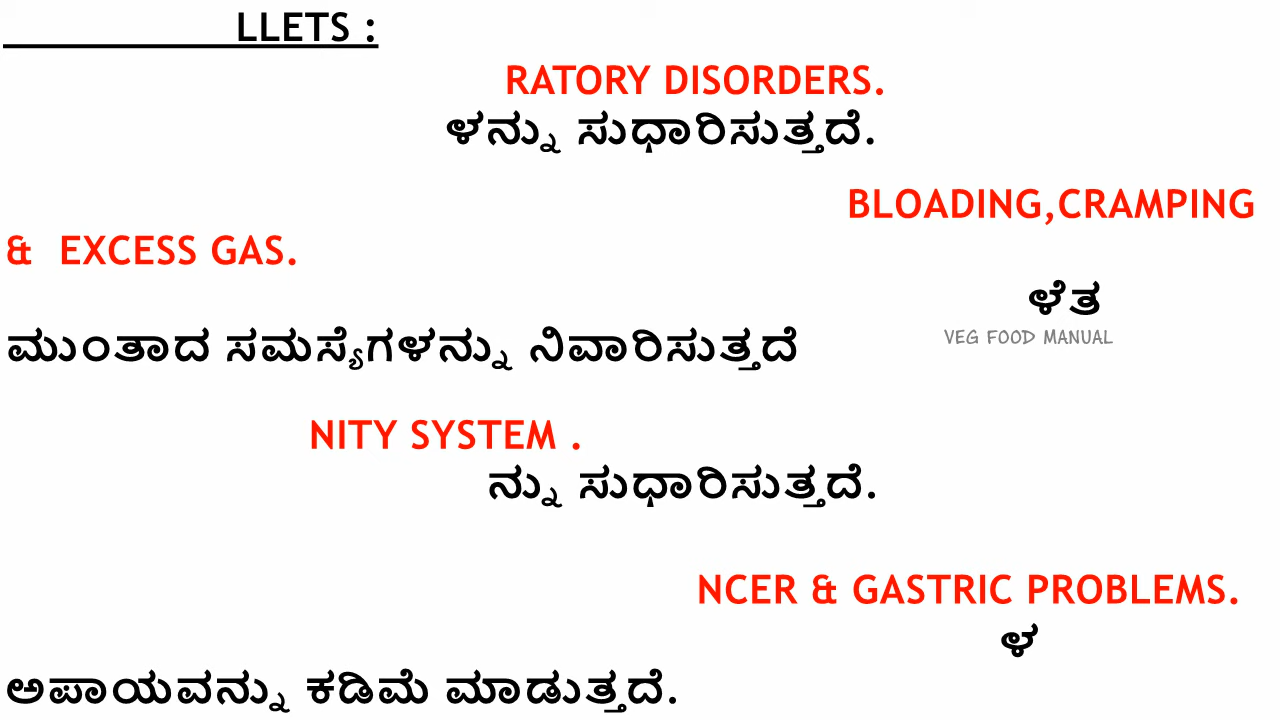 LLETS :
RATORY DISORDERS.
ಳನ್ನು ಸುಧಾರಿಸುತ್ತದೆ.
BLOADING,CRAMPING
& EXCESS GAS.
ಳೆತ
VEG FOOD MANUAL
ಮುಂತಾದ ಸಮಸ್ಯೆಗಳನ್ನು ನಿವಾರಿಸುತ್ತದೆ
NITY SYSTEM .
ನ್ನು ಸುಧಾರಿಸುತ್ತದೆ.
NCER & GASTRIC PROBLEMS.
ಳ
ಅಪಾಯವನ್ನು ಕಡಿಮೆ ಮಾಡುತ್ತದೆ.